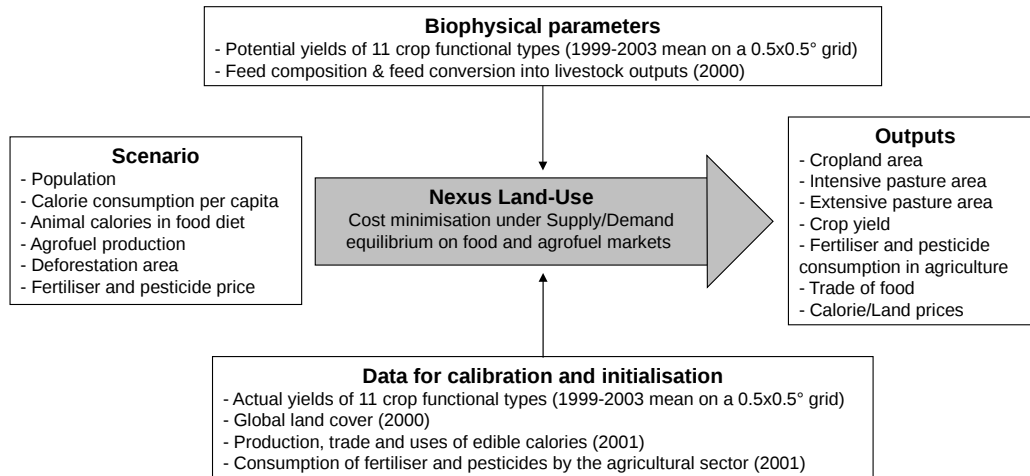 Biophysical parameters
- Potential yields of 11 crop functional types (1999-2003 mean on a 0.5x0.5° grid)
- Feed composition & feed conversion into livestock outputs (2000)
Scenario
- Population
- Calorie consumption per capita
- Animal calories in food diet
- Agrofuel production
- Deforestation area
- Fertiliser and pesticide price
Nexus Land-Use
Cost minimisation under Supply/Demand
equilibrium on food and agrofuel markets
Outputs
- Cropland area
- Intensive pasture area
- Extensive pasture area
- Crop yield
- Fertiliser and pesticide
consumption in agriculture
- Trade of food
- Calorie/Land prices
Data for calibration and initialisation
- Actual yields of 11 crop functional types (1999-2003 mean on a 0.5x0.5° grid)
- Global land cover (2000)
- Production, trade and uses of edible calories (2001)
- Consumption of fertiliser and pesticides by the agricultural sector (2001)